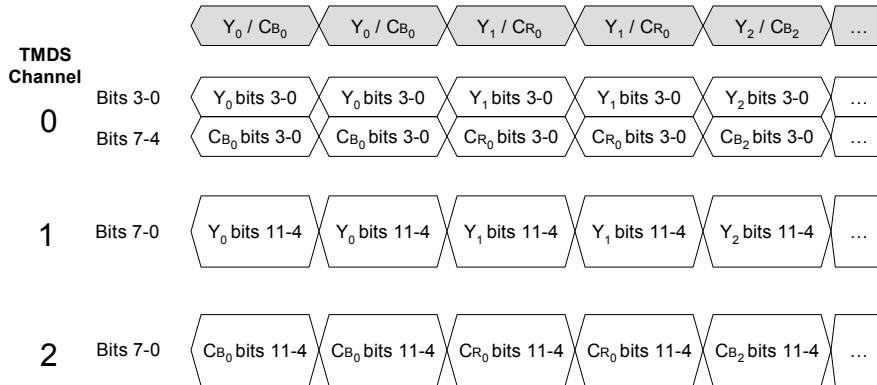 Y0 / CB0 Y0 / CB0 Y1 / CR0 Y1 / CR0 Y2 / CB2 ...
TMDS
Channel
0
Bits 3-0 Y0 bits 3-0 Y0 bits 3-0 Y1 bits 3-0 Y1 bits 3-0 Y2 bits 3-0 ...
Bits 7-4 CB0 bits 3-0 CB0 bits 3-0 CR0 bits 3-0 CR0 bits 3-0 CB2 bits 3-0 ...
1 Bits 7-0 Y0 bits 11-4 Y0 bits 11-4 Y1 bits 11-4 Y1 bits 11-4 Y2 bits 11-4 ...
2 Bits 7-0 CB0 bits 11-4 CB0 bits 11-4 CR0 bits 11-4 CR0 bits 11-4 CB2 bits 11-4 ...